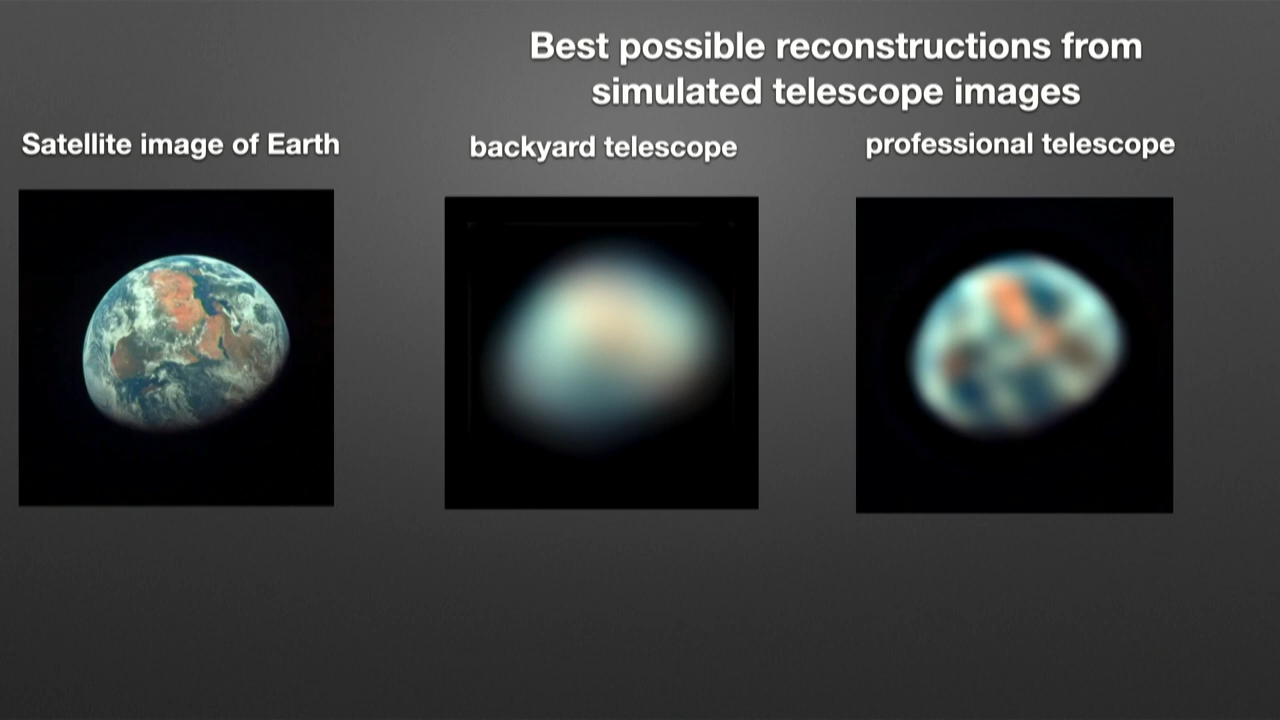 Best possible reconstructions from
simulated telescope images
Satellite image of Earth
backyard telescope
professional telescope